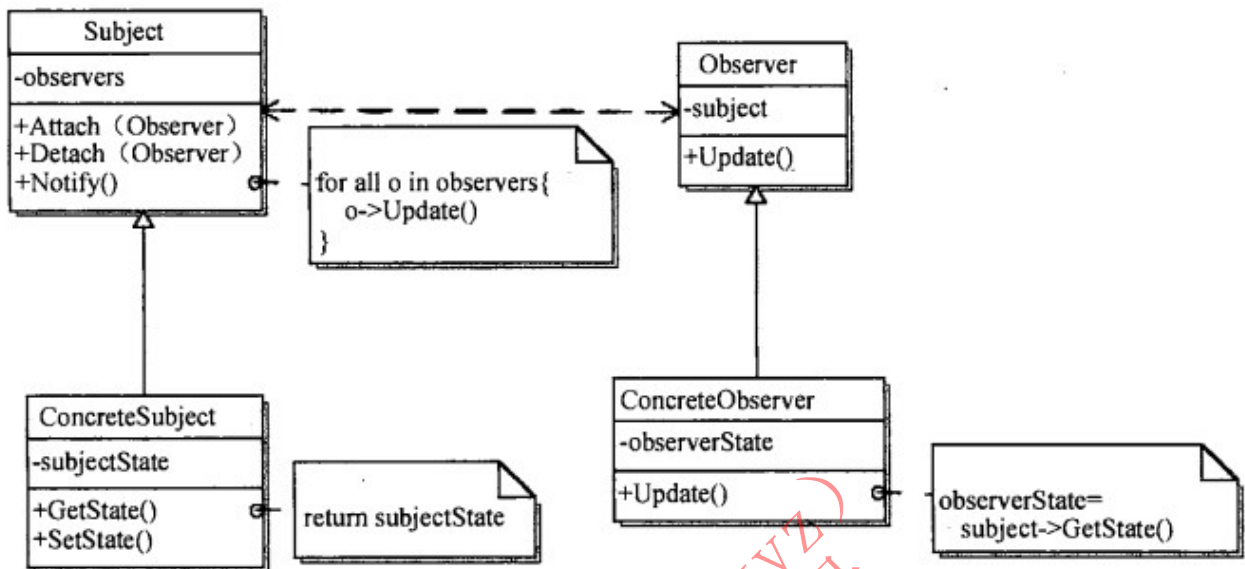 Subject
-observers
+Attach（Observer）
+Detach（Observer）
+Notify()
for all o in observers{
o->Update()
}
Observer
-subject
+Update()
ConcreteSubject
-subjectState
+GetState()
+SetState()
return subjectState
ConcreteObserver
-observerState
+Update()
observerState=
subject->GetState()